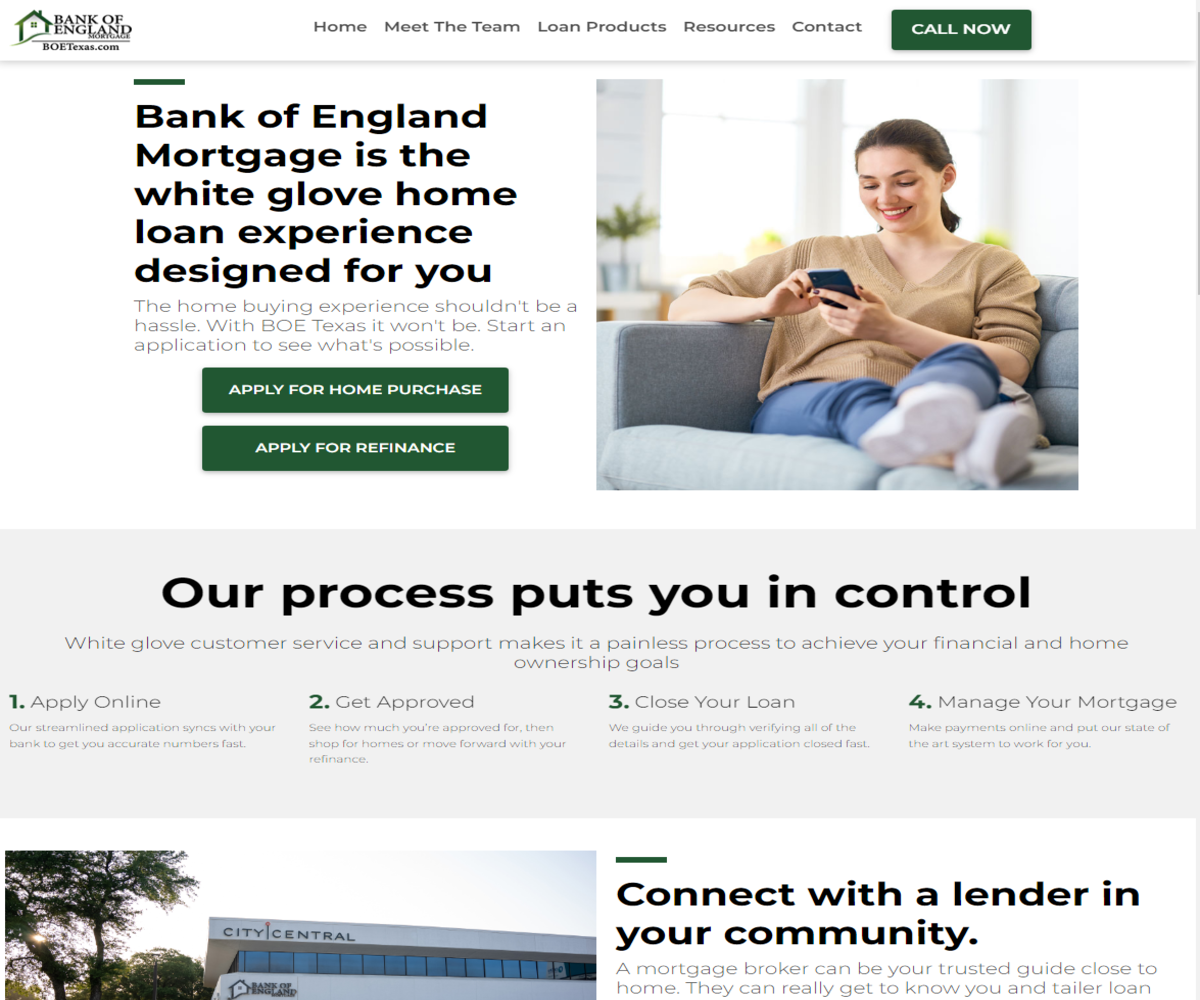 BANK OF
ENGLAND
MORTGAGE
BOETexas.com
Home
Meet The Team
Loan Products
Resources
Contact
CALL NOW
Bank of England
Mortgage is the
white glove home
loan experience
designed for you
The home buying experience shouldn't be a
hassle. With BOE Texas it won't be. Start an
application to see what's possible.
APPLY FOR HOME PURCHASE
APPLY FOR REFINANCE
Our process puts you in control
White glove customer service and support makes it a painless process to achieve your financial and home
ownership goals
1. Apply Online
Our streamlined application syncs with your
bank to get you accurate numbers fast.
2. Get Approved
See how much you're approved for, then
shop for homes or move forward with your
refinance.
3. Close Your Loan
We guide you through verifying all of the
details and get your application closed fast.
4. Manage Your Mortgage
Make payments online and put our state of
the art system to work for you.
CITY CENTRAL
BANK OF
ENGLAND
Connect with a lender in
your community.
A mortgage broker can be your trusted guide close to
home. They can really get to know you and tailer loan